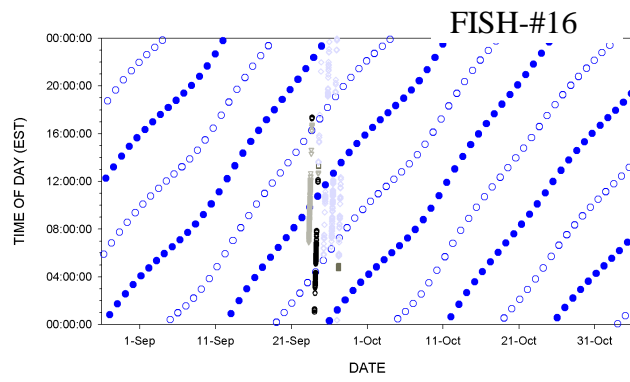 FISH-#16
00:00:00
20:00:00
16:00:00
12:00:00
08:00:00
04:00:00
00:00:00
TIME OF DAY (EST)
1-Sep 11-Sep 21-Sep 1-Oct 11-Oct 21-Oct 31-Oct
DATE